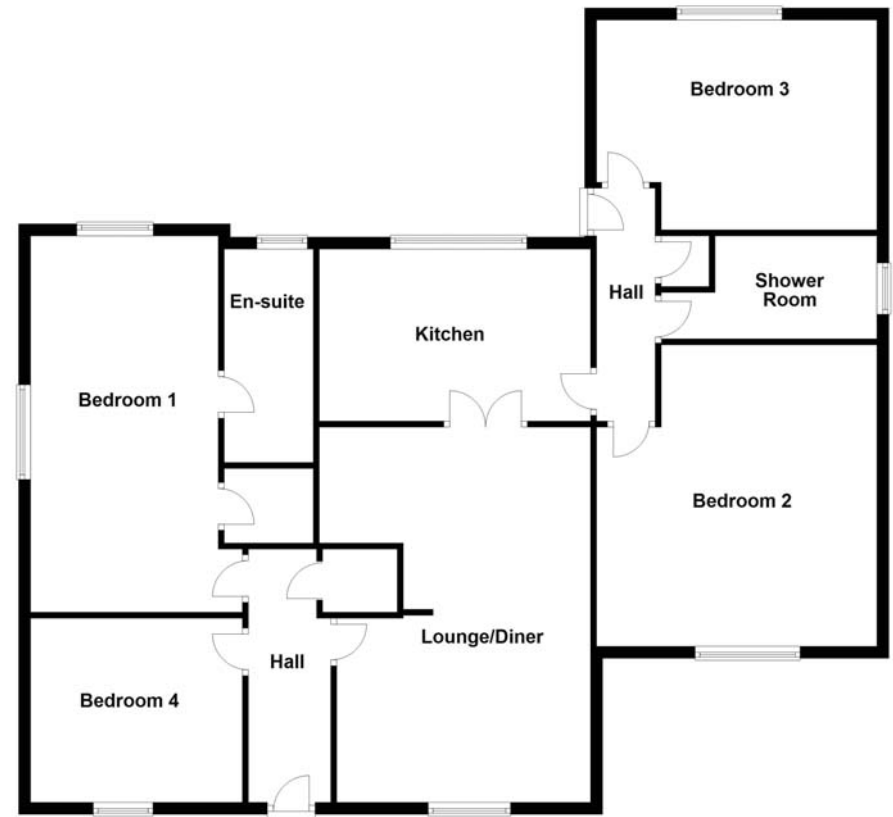 Bedroom 3
Shower
Room
Hall
En-suite
Kitchen
Bedroom 1
Bedroom 2
Lounge/Diner
Hall
Bedroom 4